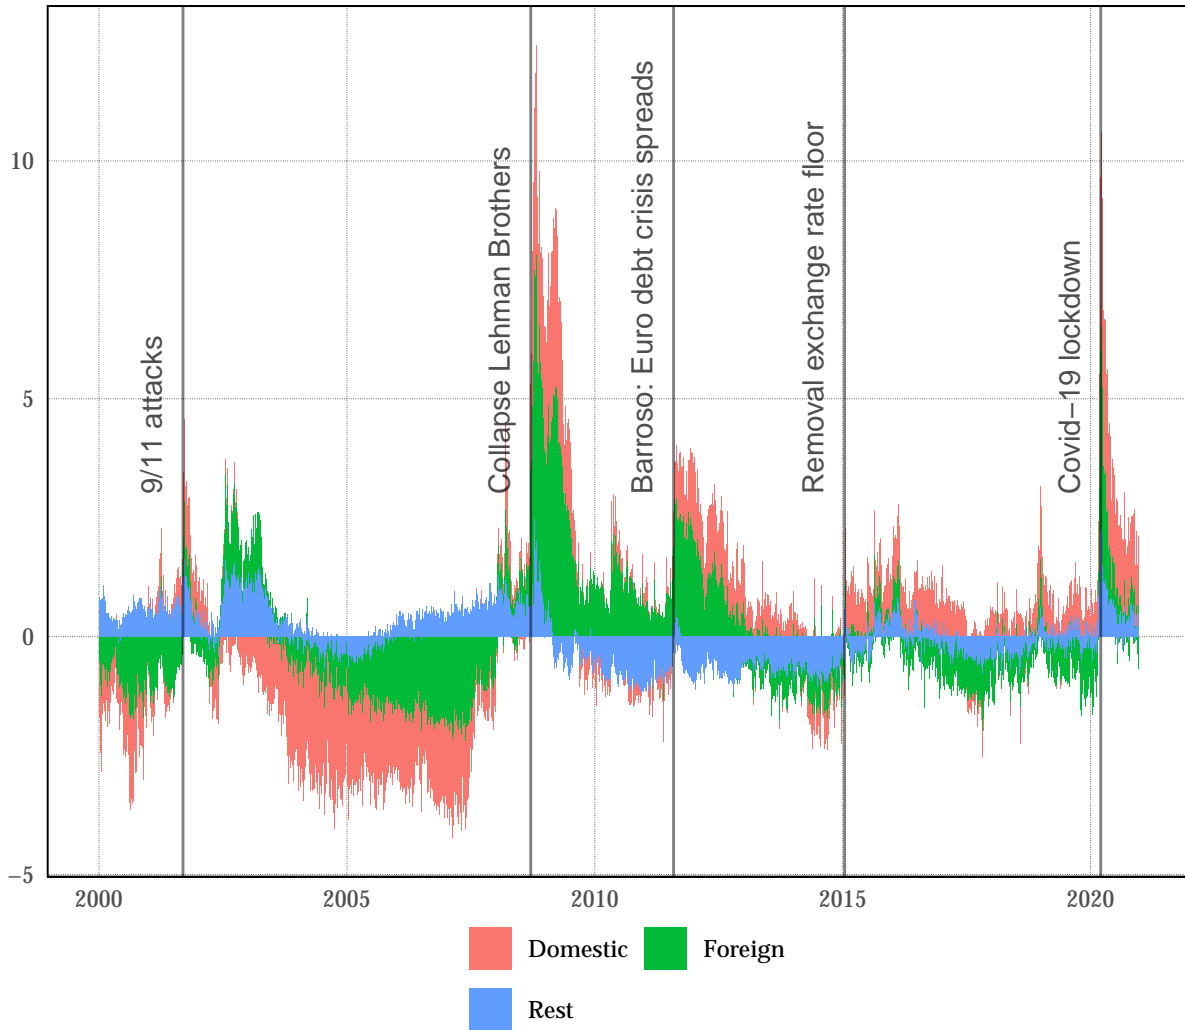 10
5
0
−5
9/11 attacks
Collapse Lehman Brothers
Barroso: Euro debt crisis spreads
Removal exchange rate floor
Covid−19 lockdown
2000
2005
2010
2015
2020
Domestic
Foreign
Rest